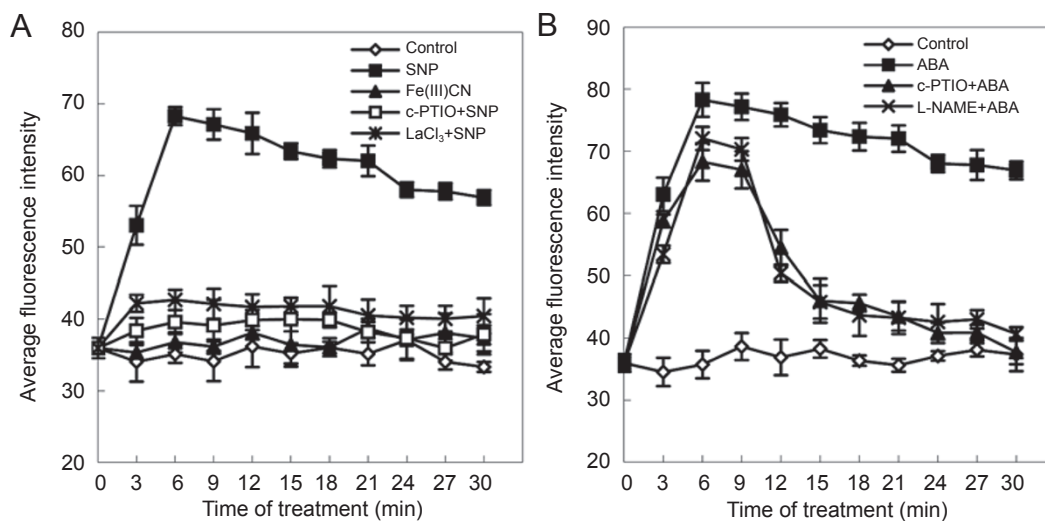 A
Average fluorescence intensity
80
70
60
50
40
30
20
Control
SNP
Fe(III)CN
c-PTIO+SNP
LaCl₃+SNP
0 3 6 9 12 15 18 21 24 27 30
Time of treatment (min)
B
Average fluorescence intensity
90
80
70
60
50
40
30
20
Control
ABA
c-PTIO+ABA
L-NAME+ABA
0 3 6 9 12 15 18 21 24 27 30
Time of treatment (min)